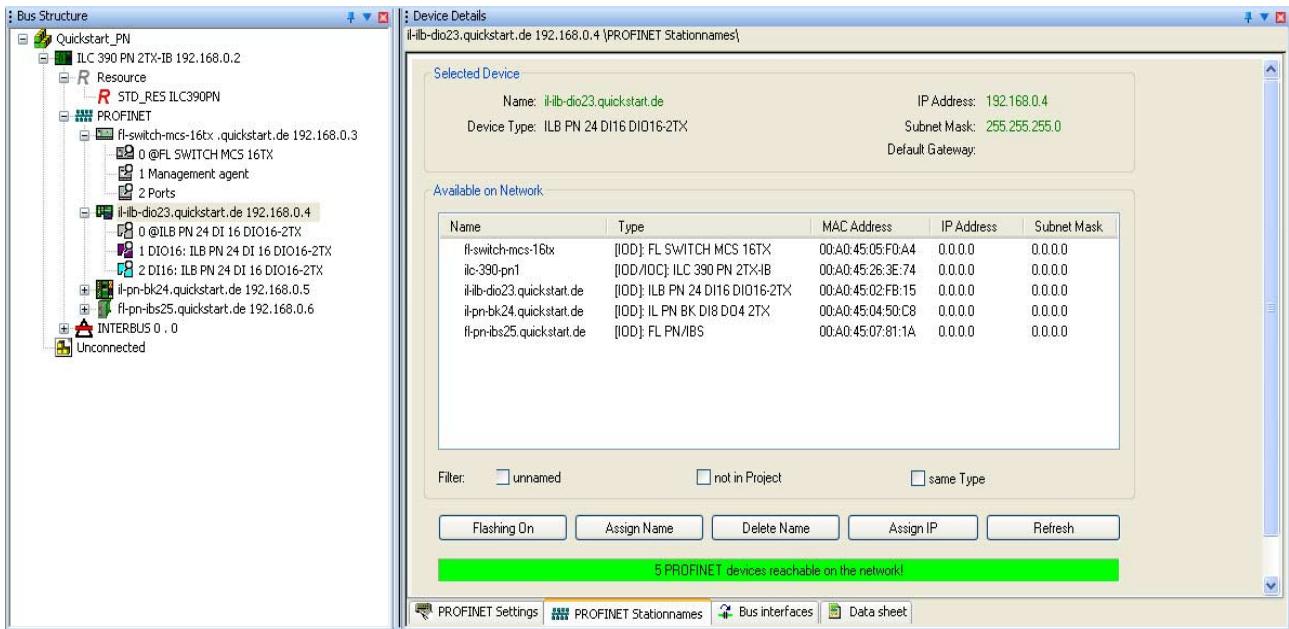 Bus Structure
Quickstart_PN
ILC 390 PN 2TX-IB 192.168.0.2
R Resource
R STD_RES ILC390PN
PROFINET
fl-switch-mcs-16tx .quickstart.de 192.168.0.3
0 @FL SWITCH MCS 16TX
1 Management agent
2 Ports
il-ilb-dio23.quickstart.de 192.168.0.4
0 @ILB PN 24 DI 16 DIO16-2TX
1 DIO16: ILB PN 24 DI 16 DIO16-2TX
2 DI16: ILB PN 24 DI 16 DIO16-2TX
il-pn-bk24.quickstart.de 192.168.0.5
fl-pn-ibs25.quickstart.de 192.168.0.6
INTERBUS 0 . 0
Unconnected
Device Details
il-ilb-dio23.quickstart.de 192.168.0.4 \PROFINET Stationnames\
Selected Device
Name: il-ilb-dio23.quickstart.de IP Address: 192.168.0.4
Device Type: ILB PN 24 DI16 DIO16-2TX Subnet Mask: 255.255.255.0
Default Gateway:
Available on Network
Name Type MAC Address IP Address Subnet Mask
fl-switch-mcs-16tx [IOD]: FL SWITCH MCS 16TX 00:A0:45:05:F0:A4 0.0.0.0 0.0.0.0
ilc-390-pn1 [IOD/IOC]: ILC 390 PN 2TX-IB 00:A0:45:26:3E:74 0.0.0.0 0.0.0.0
il-ilb-dio23.quickstart.de [IOD]: ILB PN 24 DI16 DIO16-2TX 00:A0:45:02:FB:15 0.0.0.0 0.0.0.0
il-pn-bk24.quickstart.de [IOD]: IL PN BK DI8 DO4 2TX 00:A0:45:04:50:C8 0.0.0.0 0.0.0.0
fl-pn-ibs25.quickstart.de [IOD]: FL PN/IBS 00:A0:45:07:81:1A 0.0.0.0 0.0.0.0
Filter: unnamed not in Project same Type
Flashing On Assign Name Delete Name Assign IP Refresh
5 PROFINET devices reachable on the network!
PROFINET Settings PROFINET Stationnames Bus interfaces Data sheet